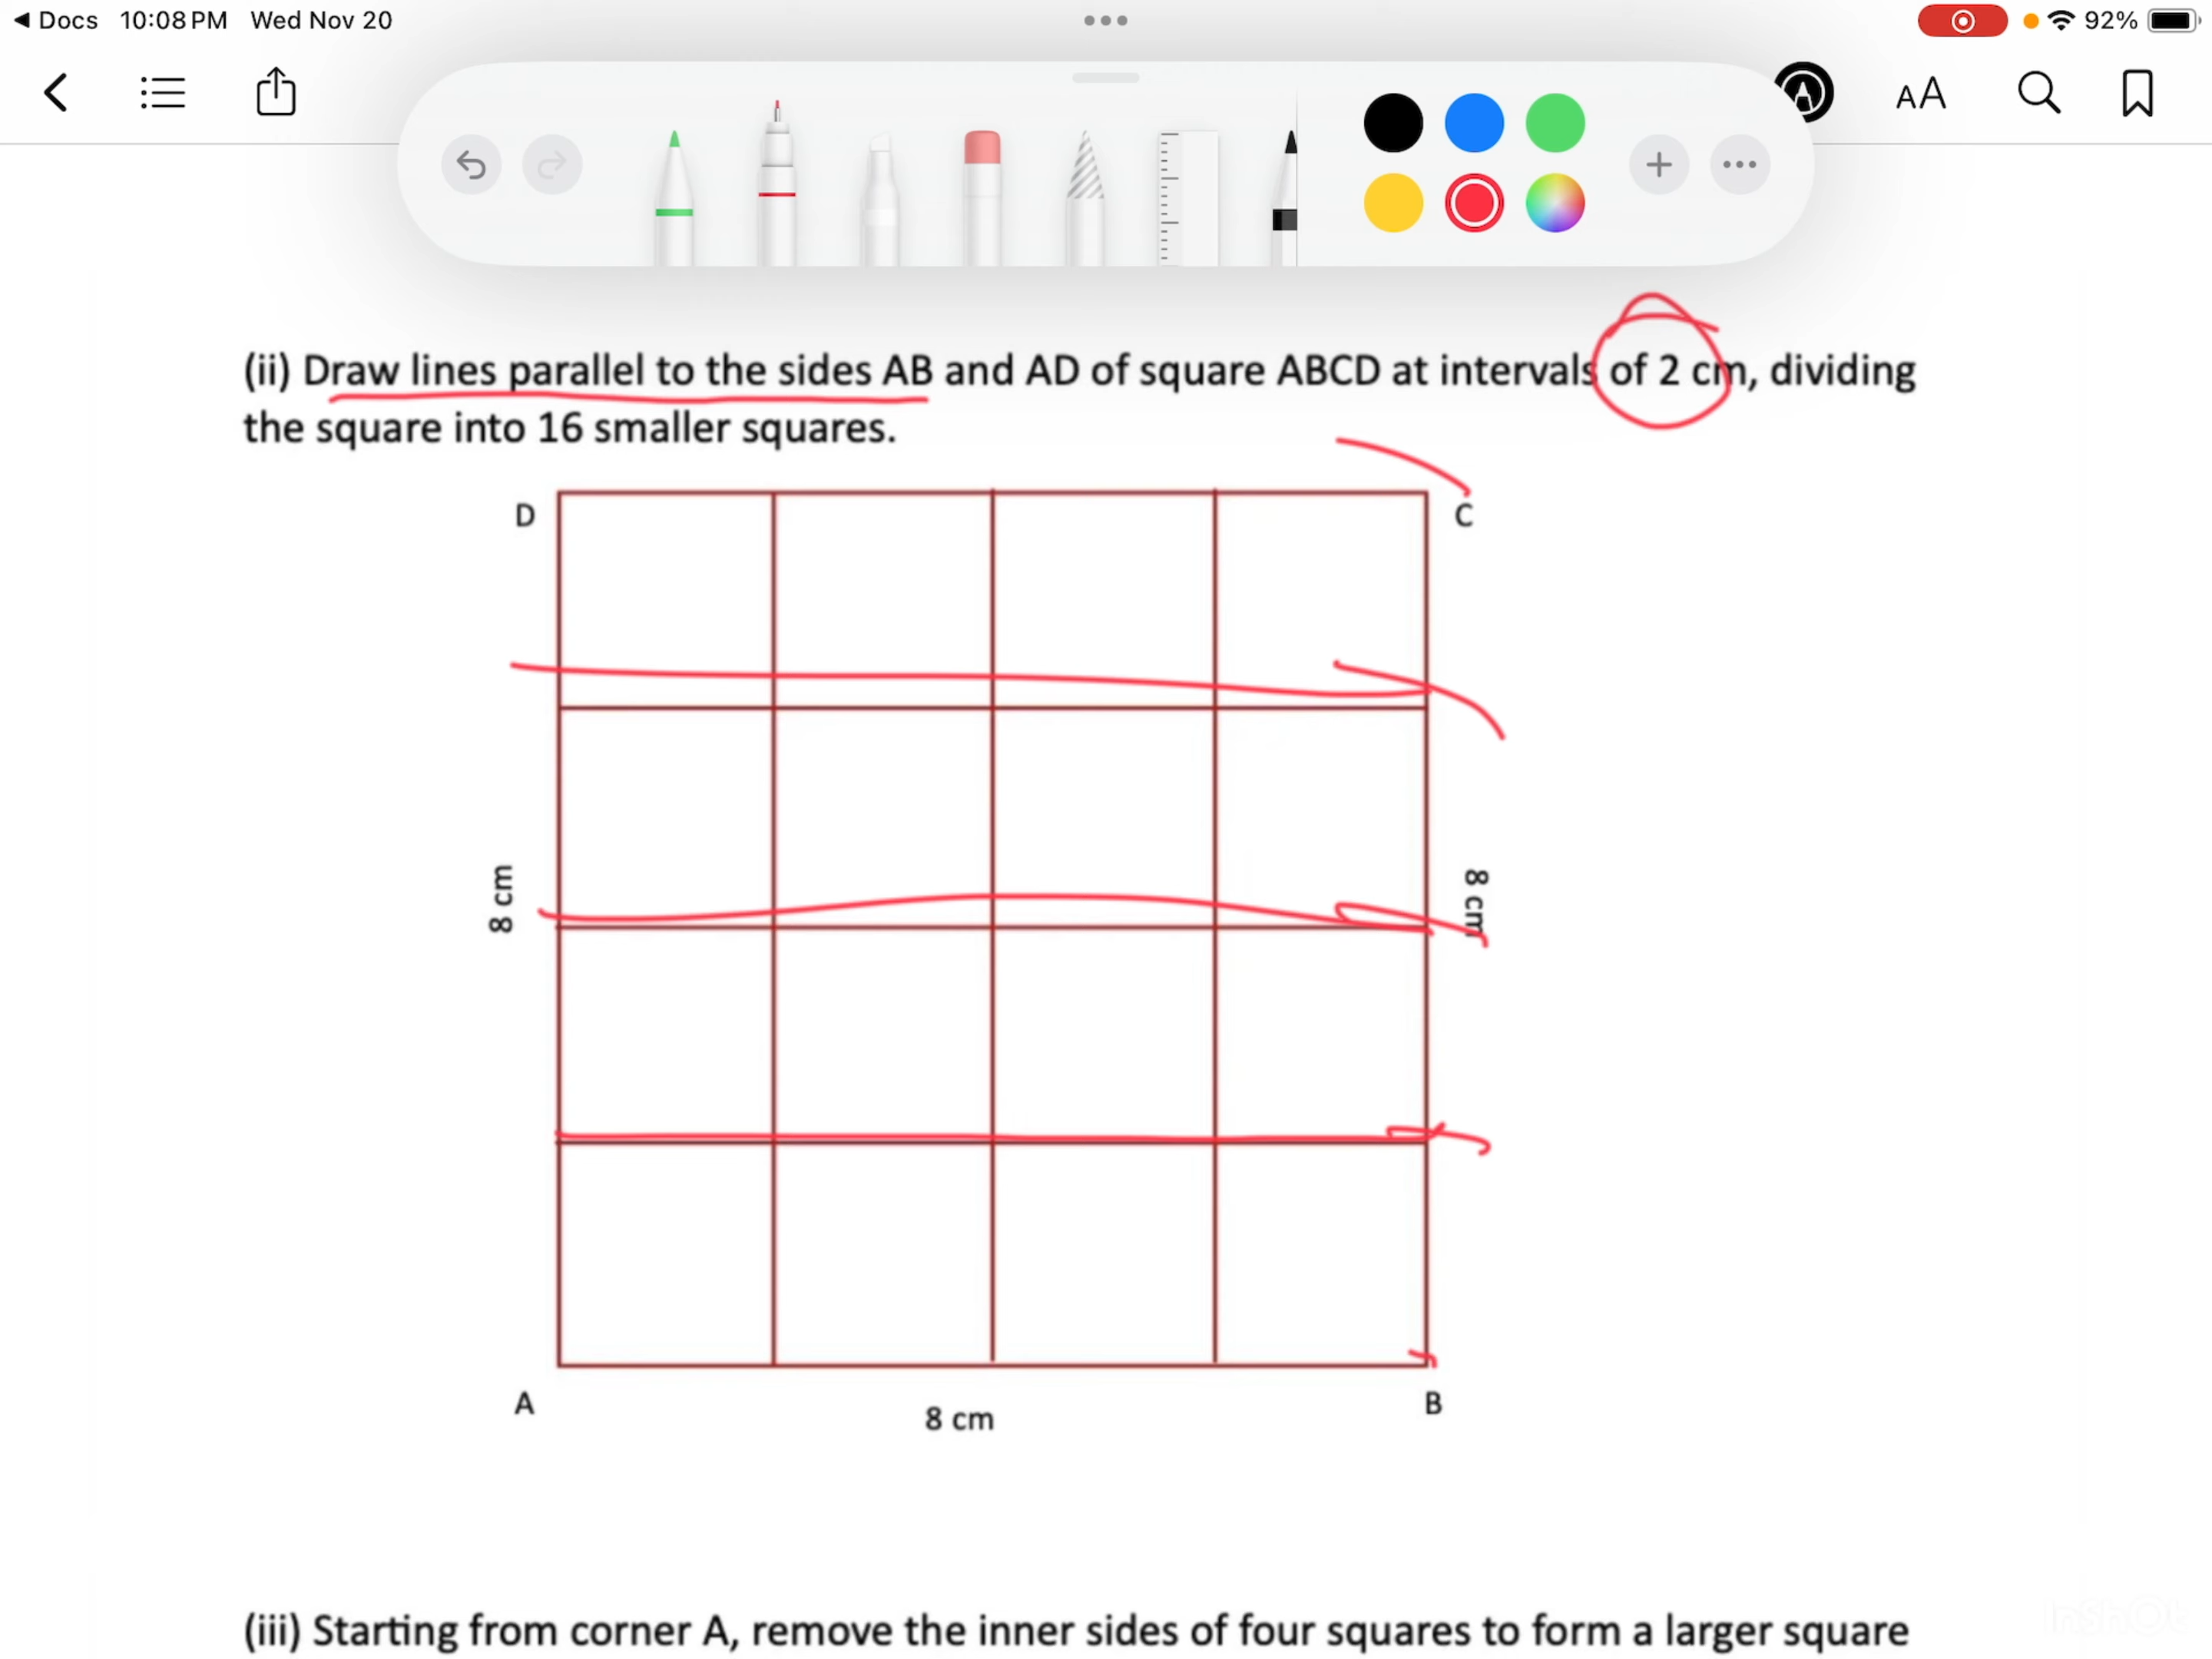 Docs 10:08 PM Wed Nov 20
92%
AA
(ii) Draw lines parallel to the sides AB and AD of square ABCD at intervals of 2 cm, dividing
the square into 16 smaller squares.
D
C
8 cm
8 cm
A
B
8 cm
(iii) Starting from corner A, remove the inner sides of four squares to form a larger square
InShOt